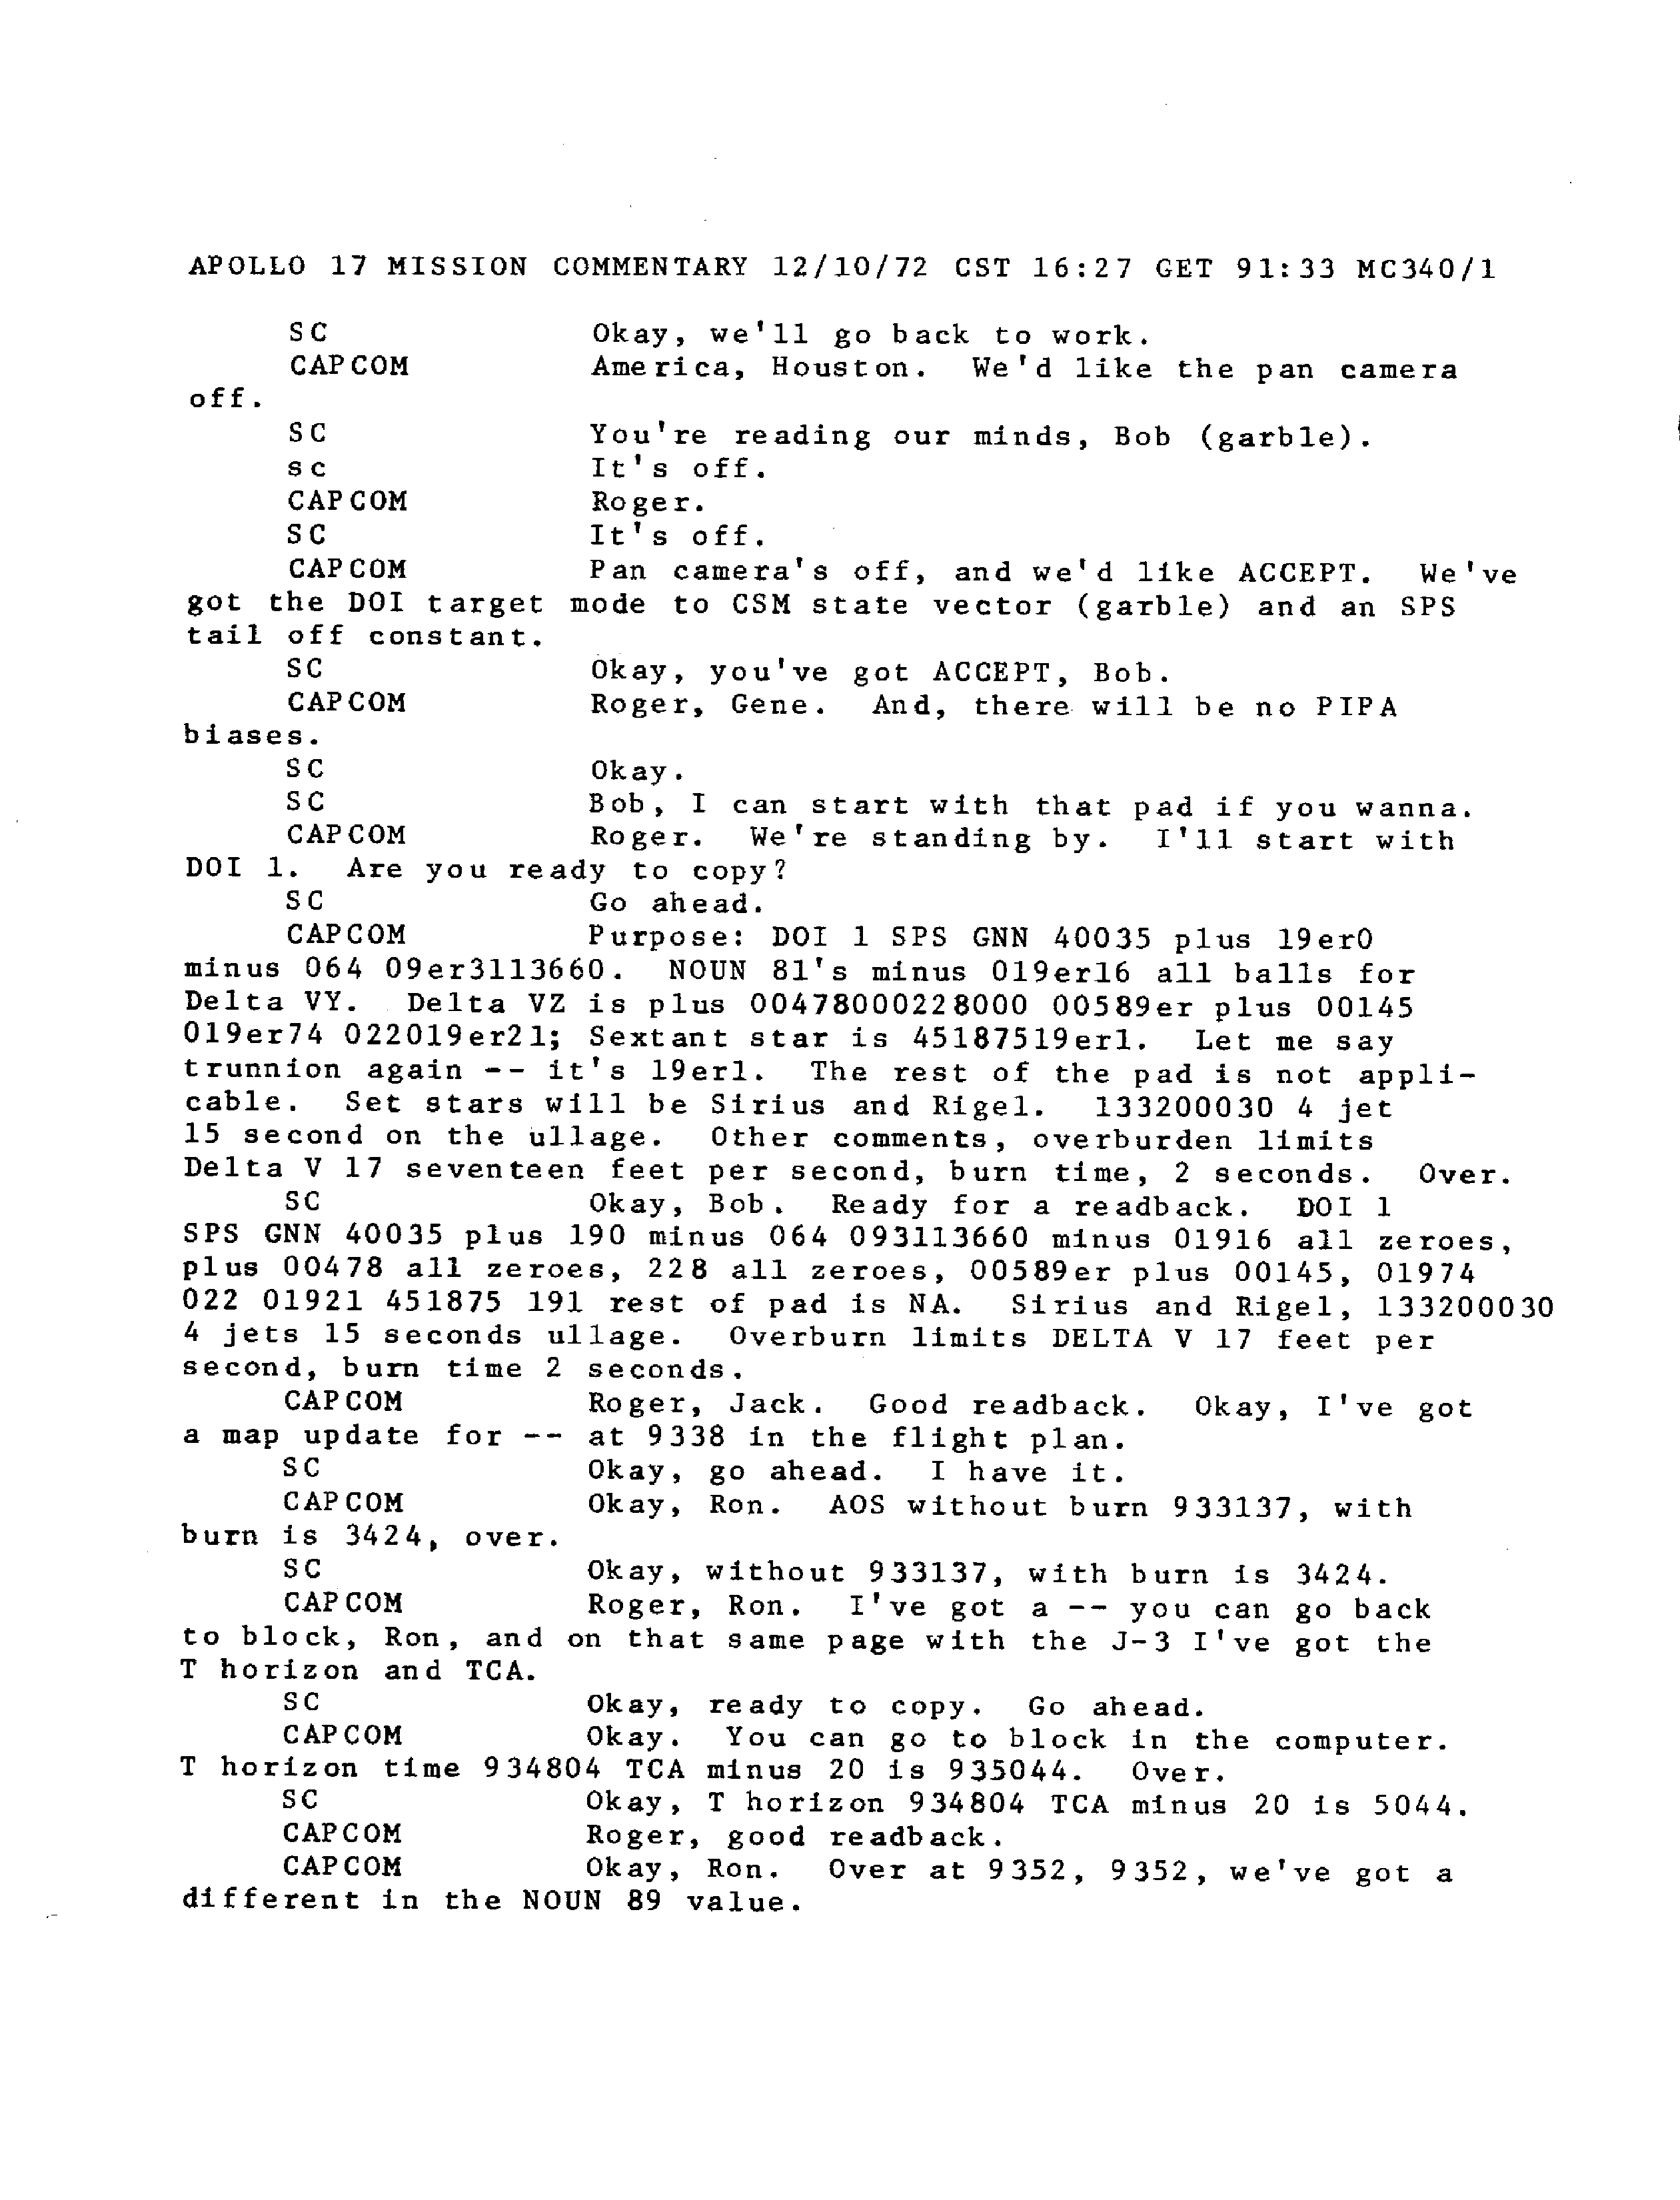 APOLLO 17 MISSION COMMENTARY 12/10/72 CST 16:27 GET 91:33 MC340/1
SC Okay, we'll go back to work.
CAPCOM America, Houston. We'd like the pan camera
off.
SC You're reading our minds, Bob (garble).
sc It's off.
CAPCOM Roger.
SC It's off.
CAPCOM Pan camera's off, and we'd like ACCEPT. We've
got the DOI target mode to CSM state vector (garble) and an SPS
tail off constant.
SC Okay, you've got ACCEPT, Bob.
CAPCOM Roger, Gene. And, there will be no PIPA
biases.
SC Okay.
SC Bob, I can start with that pad if you wanna.
CAPCOM Roger. We're standing by. I'll start with
DOI 1. Are you ready to copy?
SC Go ahead.
CAPCOM Purpose: DOI 1 SPS GNN 40035 plus 19er0
minus 064 09er3113660. NOUN 81's minus 019er16 all balls for
Delta VY. Delta VZ is plus 00478000228000 00589er plus 00145
019er74 022019er21; Sextant star is 45187519er1. Let me say
trunnion again -- it's 19er1. The rest of the pad is not appli-
cable. Set stars will be Sirius and Rigel. 133200030 4 jet
15 second on the ullage. Other comments, overburden limits
Delta V 17 seventeen feet per second, burn time, 2 seconds. Over.
SC Okay, Bob. Ready for a readback. DOI 1
SPS GNN 40035 plus 190 minus 064 093113660 minus 01916 all zeroes,
plus 00478 all zeroes, 228 all zeroes, 00589er plus 00145, 01974
022 01921 451875 191 rest of pad is NA. Sirius and Rigel, 133200030
4 jets 15 seconds ullage. Overburn limits DELTA V 17 feet per
second, burn time 2 seconds.
CAPCOM Roger, Jack. Good readback. Okay, I've got
a map update for -- at 9338 in the flight plan.
SC Okay, go ahead. I have it.
CAPCOM Okay, Ron. AOS without burn 933137, with
burn is 3424, over.
SC Okay, without 933137, with burn is 3424.
CAPCOM Roger, Ron. I've got a -- you can go back
to block, Ron, and on that same page with the J-3 I've got the
T horizon and TCA.
SC Okay, ready to copy. Go ahead.
CAPCOM Okay. You can go to block in the computer.
T horizon time 934804 TCA minus 20 is 935044. Over.
SC Okay, T horizon 934804 TCA minus 20 is 5044.
CAPCOM Roger, good readback.
CAPCOM Okay, Ron. Over at 9352, 9352, we've got a
different in the NOUN 89 value.